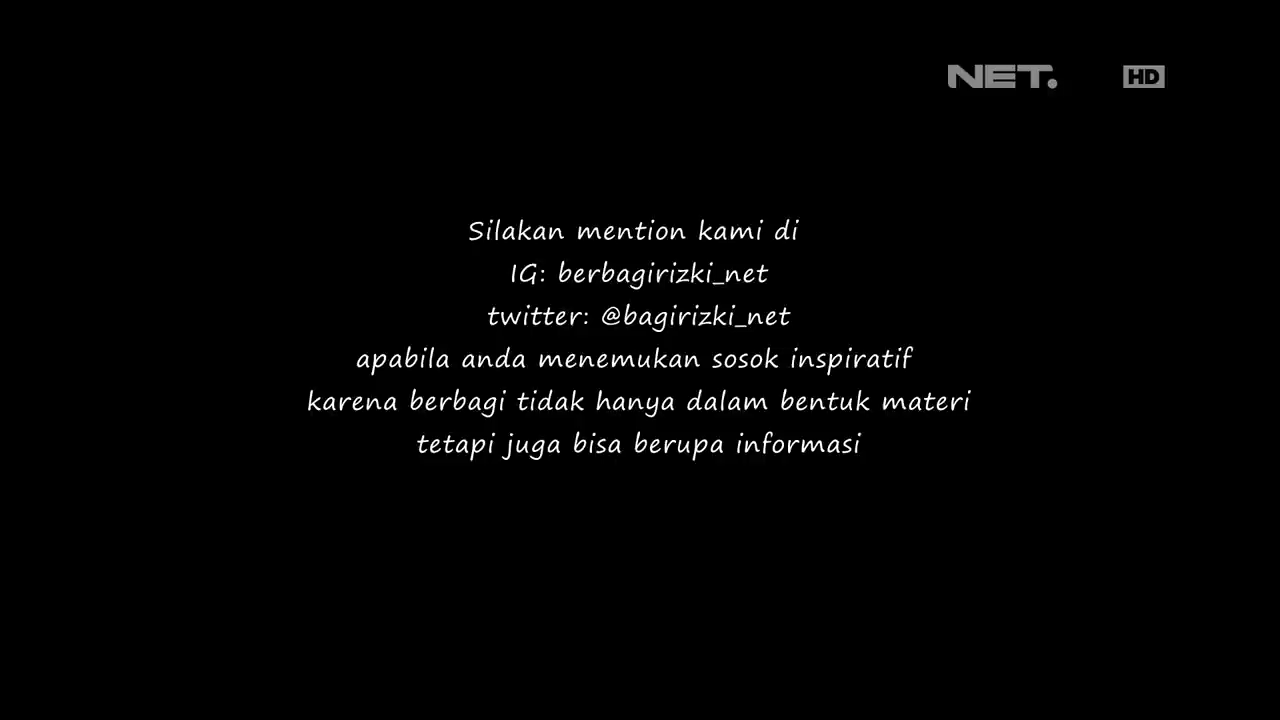 NET. HD
Silakan mention kami di
IG: berbagirizki_net
twitter: @bagirizki_net
apabila anda menemukan sosok inspiratif
karena berbagi tidak hanya dalam bentuk materi
tetapi juga bisa berupa informasi